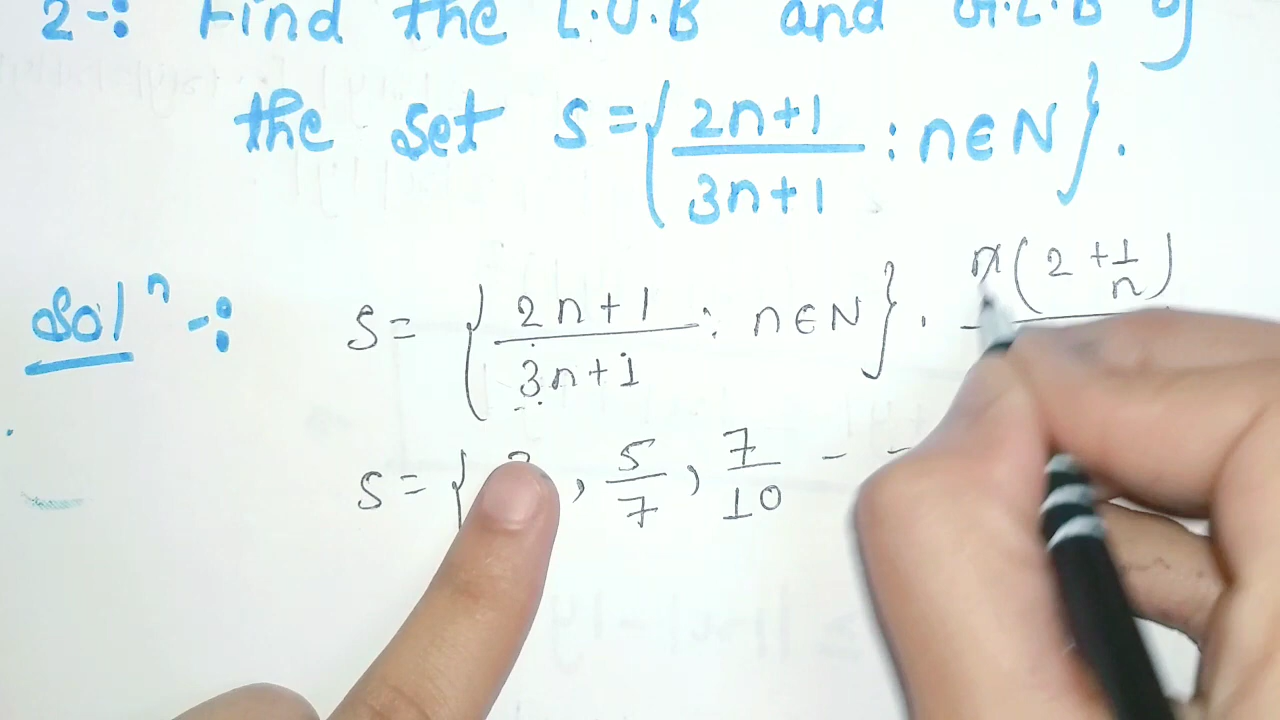 2-: Find the L.U.B and G.L.B of
the set S={2n+1/3n+1 : n∈N}.
Solⁿ-: S= {2n+1/3n+1 : n∈N}. n(2+1/n)
S={ , 5/7, 7/10 - -